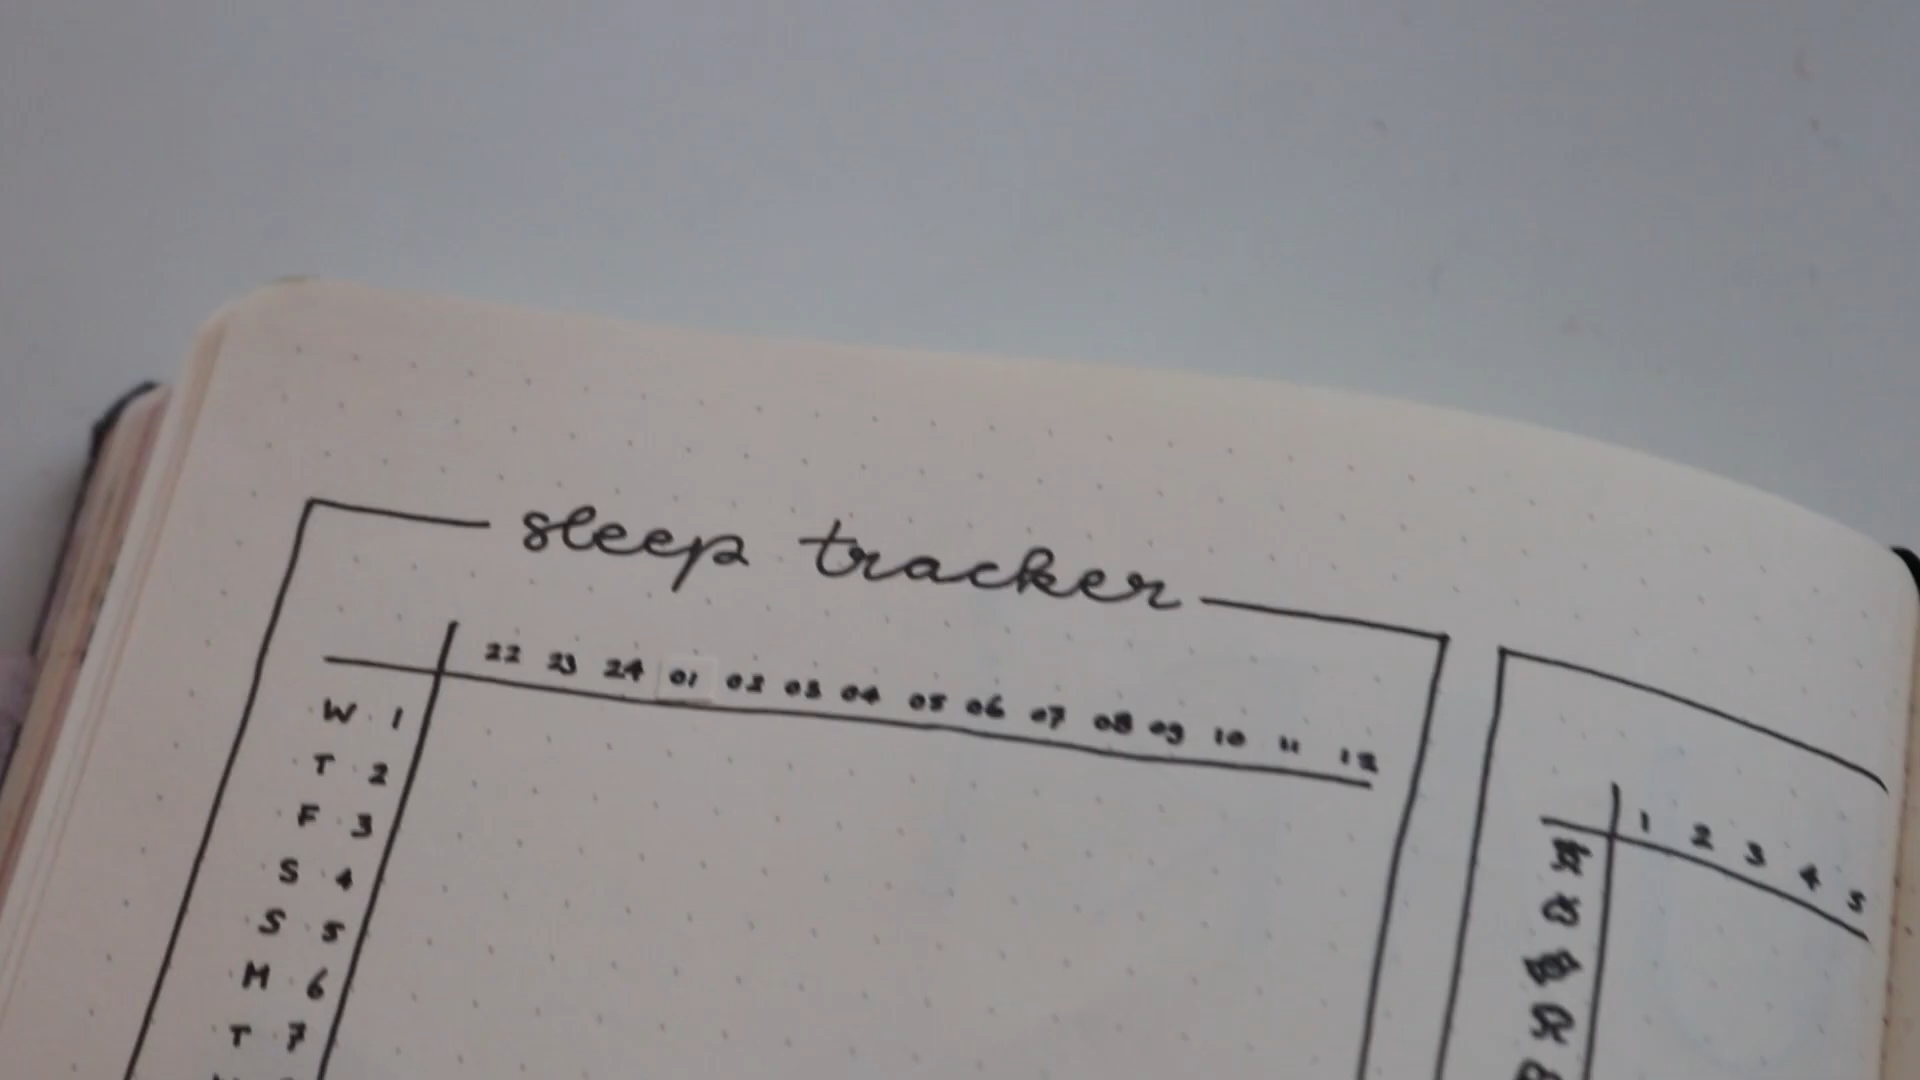 sleep tracker
22 23 24 01 02 03 04 05 06 07 08 09 10 11 12
W 1
T 2
F 3
S 4
S 5
M 6
T 7
1 2 3 4 5